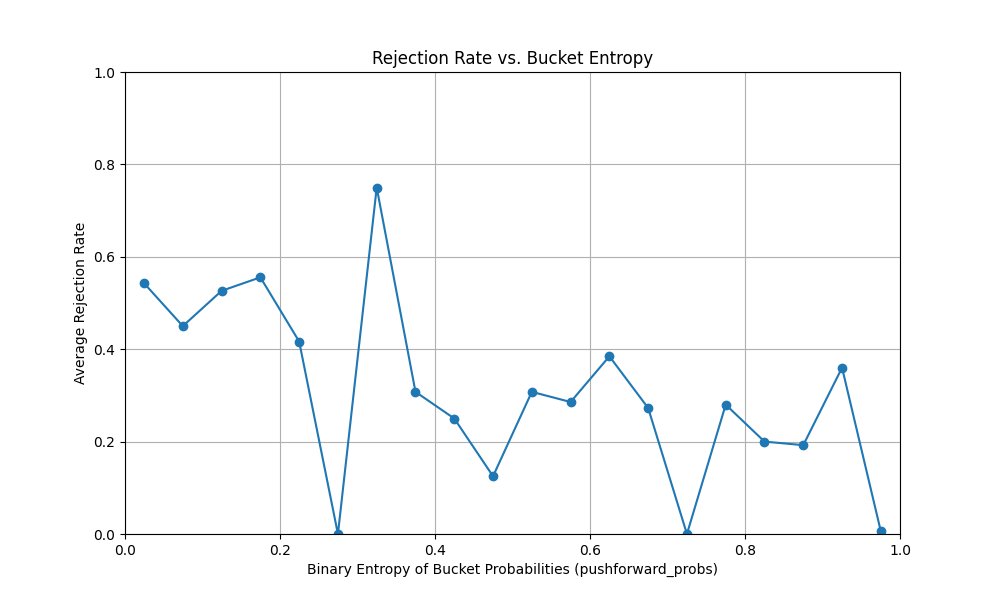 Rejection Rate vs. Bucket Entropy
1.0
0.8
0.6
0.4
0.2
0.0
Average Rejection Rate
0.0 0.2 0.4 0.6 0.8 1.0
Binary Entropy of Bucket Probabilities (pushforward_probs)